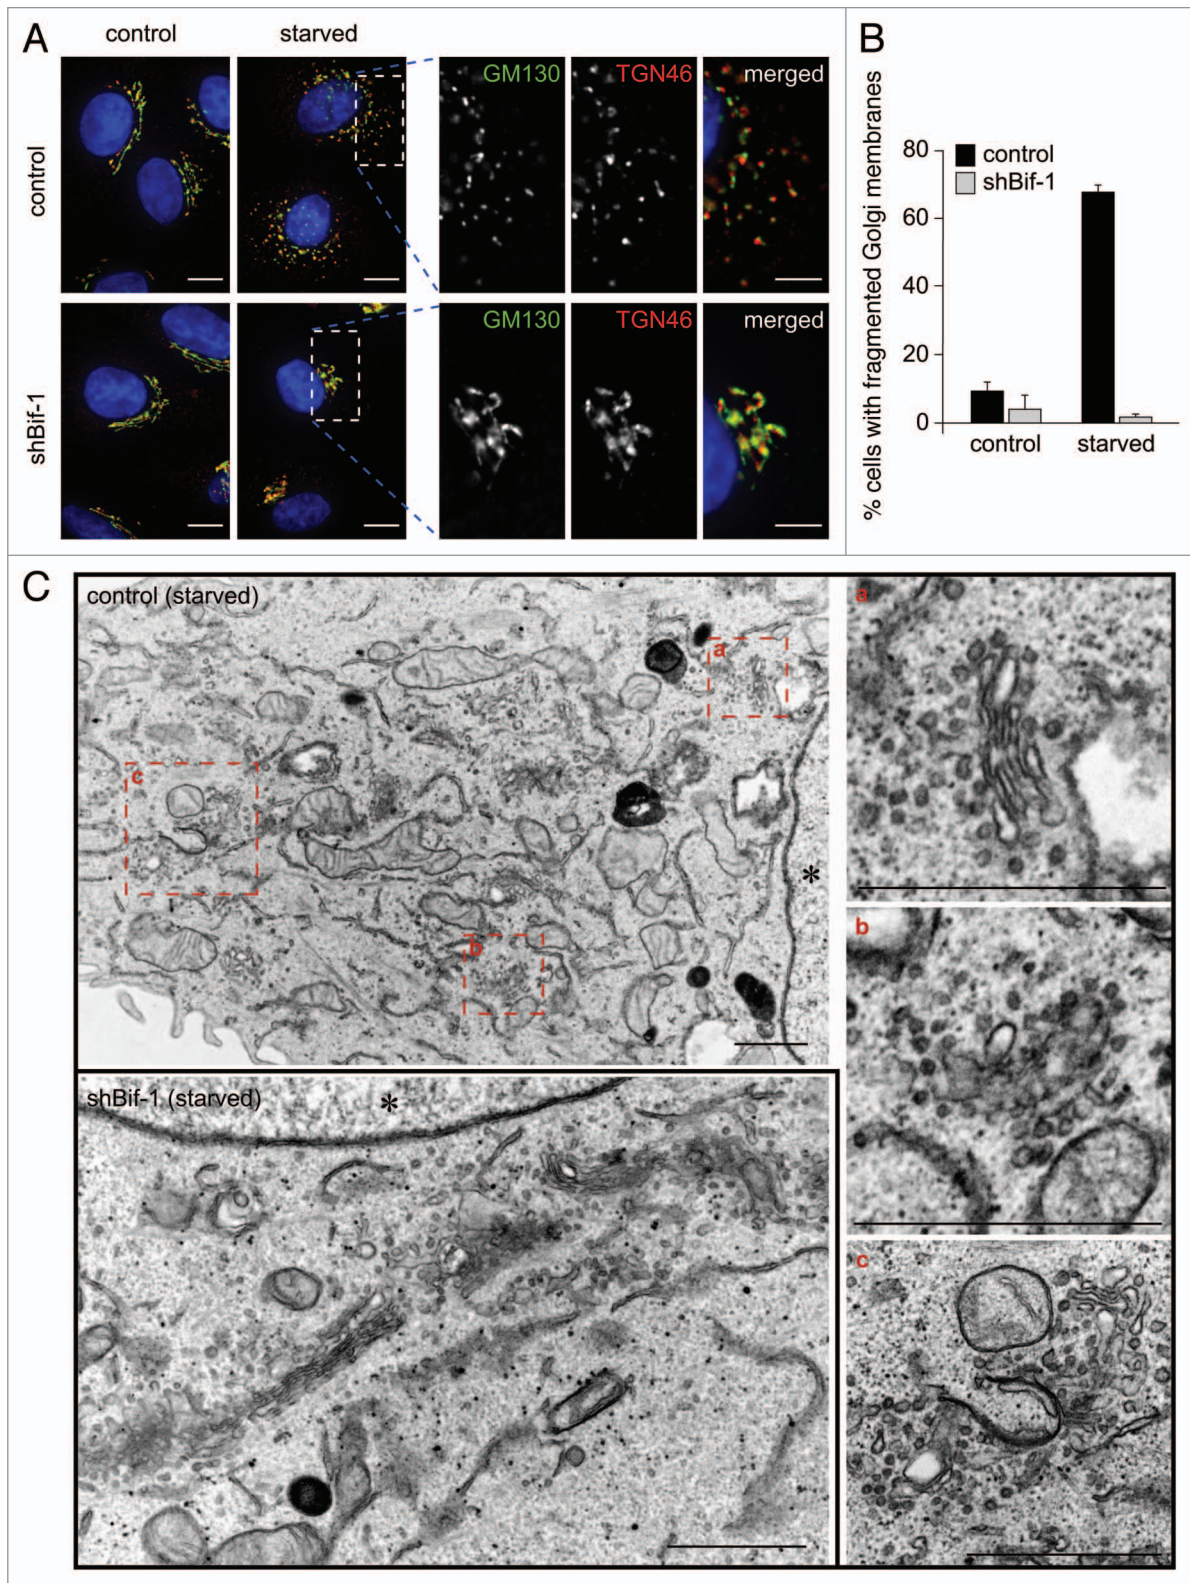 A
control
starved
control
GM130
TGN46
merged
shBif-1
GM130
TGN46
merged
B
% cells with fragmented Golgi membranes
80
60
40
20
0
control
shBif-1
control
starved
C
control (starved)
a
c
b
*
shBif-1 (starved)
*
a
b
c